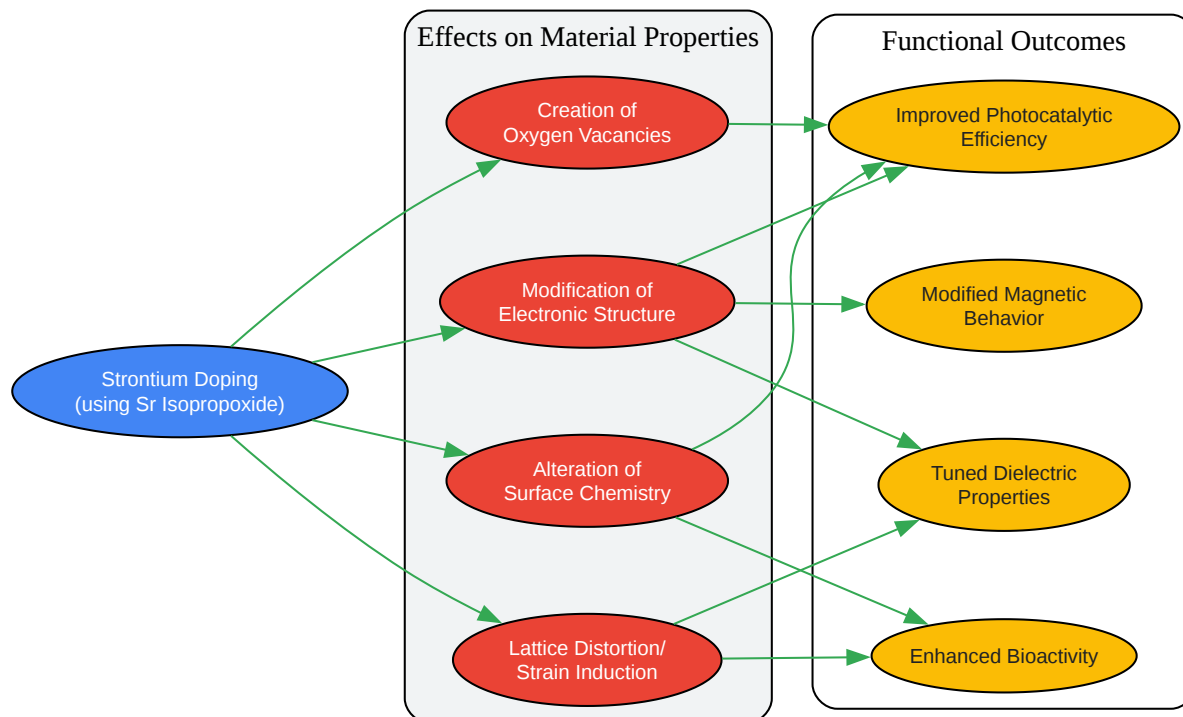 Effects on Material Properties
Functional Outcomes
Creation of
Oxygen Vacancies
Improved Photocatalytic
Efficiency
Modification of
Electronic Structure
Modified Magnetic
Behavior
Strontium Doping
(using Sr Isopropoxide)
Alteration of
Surface Chemistry
Tuned Dielectric
Properties
Lattice Distortion/
Strain Induction
Enhanced Bioactivity